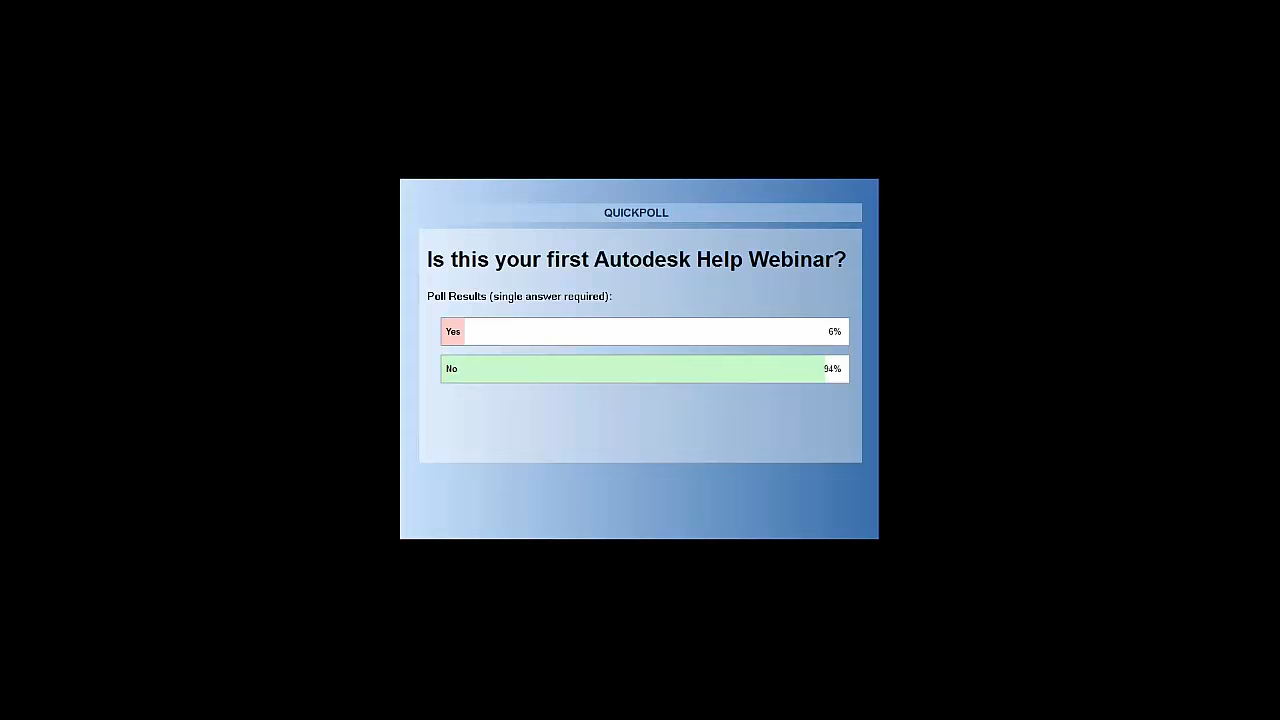 QUICKPOLL
Is this your first Autodesk Help Webinar?
Poll Results (single answer required):
Yes 6%
No 94%